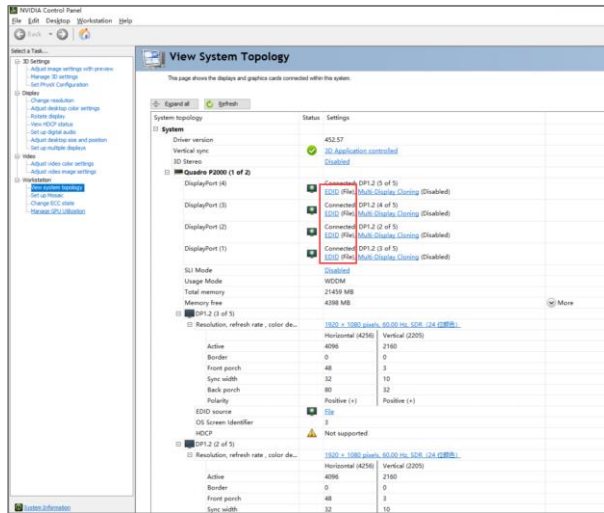 NVIDIA Control Panel
File Edit Desktop Workstation Help
Back
Select a Task...
3D Settings
Adjust image settings with preview
Manage 3D settings
Set PhysX Configuration
Display
Change resolution
Adjust desktop color settings
Rotate display
View HDCP status
Set up digital audio
Adjust desktop size and position
Set up multiple displays
Video
Adjust video color settings
Adjust video image settings
Workstation
View system topology
Set up Mosaic
Change ECC state
Manage GPU Utilization
System Information
View System Topology
This page shows the displays and graphics cards connected within this system.
Expand all Refresh
System topology Status Settings
System
Driver version 452.57
Vertical sync 3D Application controlled
3D Stereo Disabled
Quadro P2000 (1 of 2)
DisplayPort (4) Connected, DP1.2 (5 of 5)
EDID (File), Multi-Display Cloning (Disabled)
DisplayPort (3) Connected, DP1.2 (4 of 5)
EDID (File), Multi-Display Cloning (Disabled)
DisplayPort (2) Connected, DP1.2 (2 of 5)
EDID (File), Multi-Display Cloning (Disabled)
DisplayPort (1) Connected, DP1.2 (3 of 5)
EDID (File), Multi-Display Cloning (Disabled)
SLI Mode Disabled
Usage Mode WDDM
Total memory 21459 MB
Memory free 4398 MB
More
DP1.2 (3 of 5)
Resolution, refresh rate , color de... 1920 × 1080 pixels, 60.00 Hz, SDR (24 位颜色)
Horizontal (4256) Vertical (2205)
Active 4096 2160
Border 0 0
Front porch 48 3
Sync width 32 10
Back porch 80 32
Polarity Positive (+) Positive (+)
EDID source File
OS Screen Identifier 3
HDCP Not supported
DP1.2 (2 of 5)
Resolution, refresh rate , color de... 1920 × 1080 pixels, 60.00 Hz, SDR (24 位颜色)
Horizontal (4256) Vertical (2205)
Active 4096 2160
Border 0 0
Front porch 48 3
Sync width 32 10